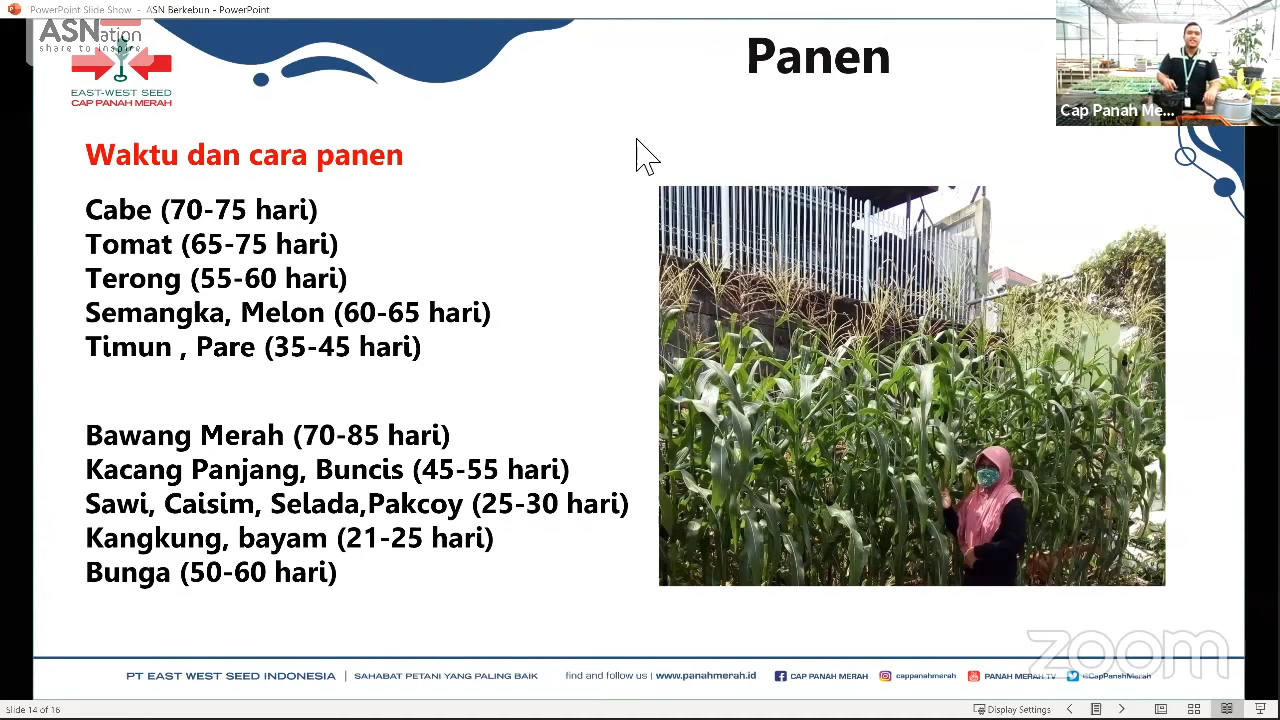 PowerPoint Slide Show - ASN Berkebun - PowerPoint
ASNation
share to inspire
EAST-WEST SEED
CAP PANAH MERAH
Panen
Cap Panah Me...
Waktu dan cara panen
Cabe (70-75 hari)
Tomat (65-75 hari)
Terong (55-60 hari)
Semangka, Melon (60-65 hari)
Timun , Pare (35-45 hari)
Bawang Merah (70-85 hari)
Kacang Panjang, Buncis (45-55 hari)
Sawi, Caisim, Selada,Pakcoy (25-30 hari)
Kangkung, bayam (21-25 hari)
Bunga (50-60 hari)
zoom
PT EAST WEST SEED INDONESIA | SAHABAT PETANI YANG PALING BAIK find and follow us | www.panahmerah.id CAP PANAH MERAH cappanahmerah PANAH MERAH TV @CapPanahMerah
Slide 14 of 16 Display Settings